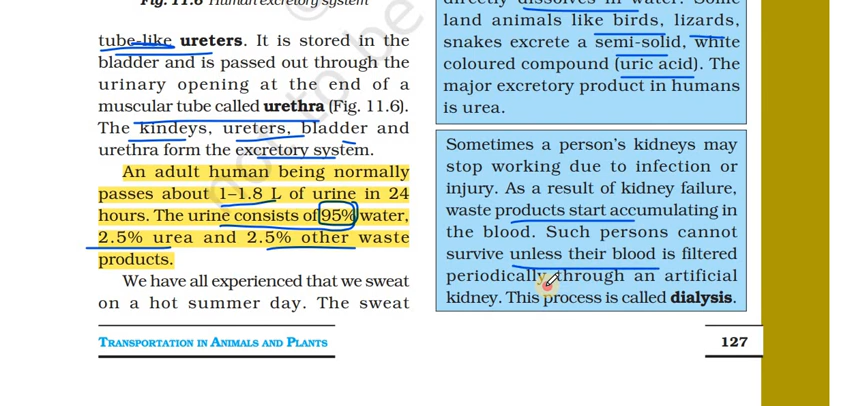 Fig. 11.6 Human excretory system
tube-like ureters. It is stored in the
bladder and is passed out through the
urinary opening at the end of a
muscular tube called urethra (Fig. 11.6).
The kindeys, ureters, bladder and
urethra form the excretory system.
An adult human being normally
passes about 1–1.8 L of urine in 24
hours. The urine consists of 95% water,
2.5% urea and 2.5% other waste
products.
We have all experienced that we sweat
on a hot summer day. The sweat
directly dissolves in water. Some
land animals like birds, lizards,
snakes excrete a semi-solid, white
coloured compound (uric acid). The
major excretory product in humans
is urea.
Sometimes a person's kidneys may
stop working due to infection or
injury. As a result of kidney failure,
waste products start accumulating in
the blood. Such persons cannot
survive unless their blood is filtered
periodically through an artificial
kidney. This process is called dialysis.
TRANSPORTATION IN ANIMALS AND PLANTS
127
not to be